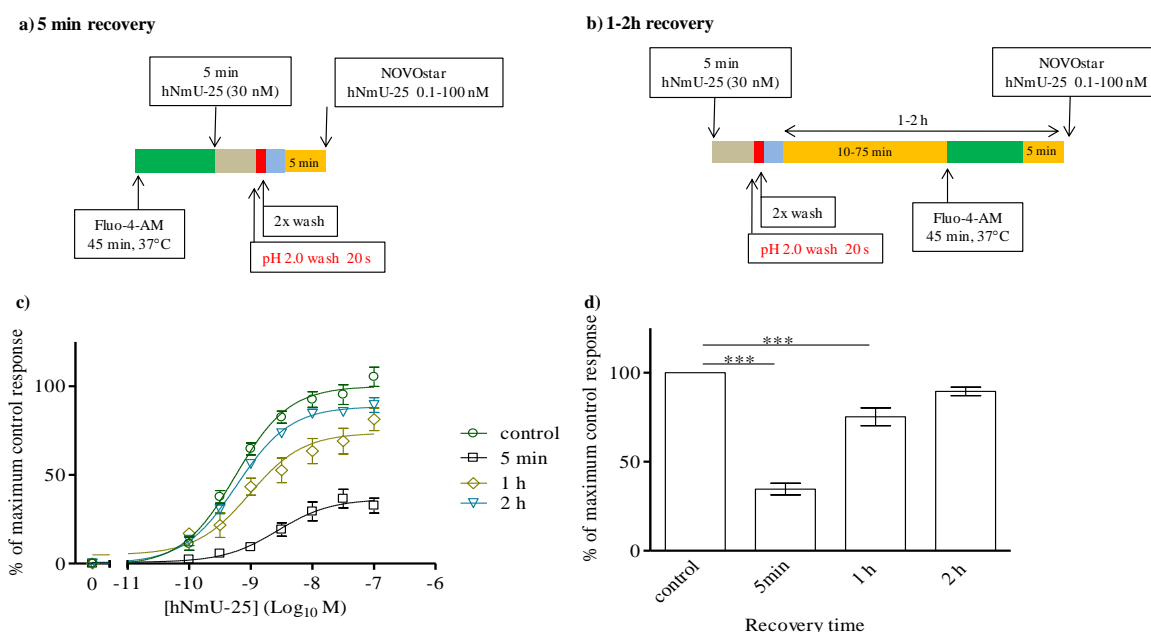 a) 5 min recovery
5 min
hNmU-25 (30 nM)
NOVOstar
hNmU-25 0.1-100 nM
5 min
Fluo-4-AM
45 min, 37°C
2x wash
pH 2.0 wash 20 s
b) 1-2h recovery
5 min
hNmU-25 (30 nM)
NOVOstar
hNmU-25 0.1-100 nM
1-2 h
10-75 min
5 min
2x wash
pH 2.0 wash 20 s
Fluo-4-AM
45 min, 37°C
c)
% of maximum control response
100
50
0
0
-11
-10
-9
-8
-7
-6
[hNmU-25] (Log10 M)
control
5 min
1 h
2 h
d)
% of maximum control response
100
50
0
***
***
control
5min
1 h
2 h
Recovery time